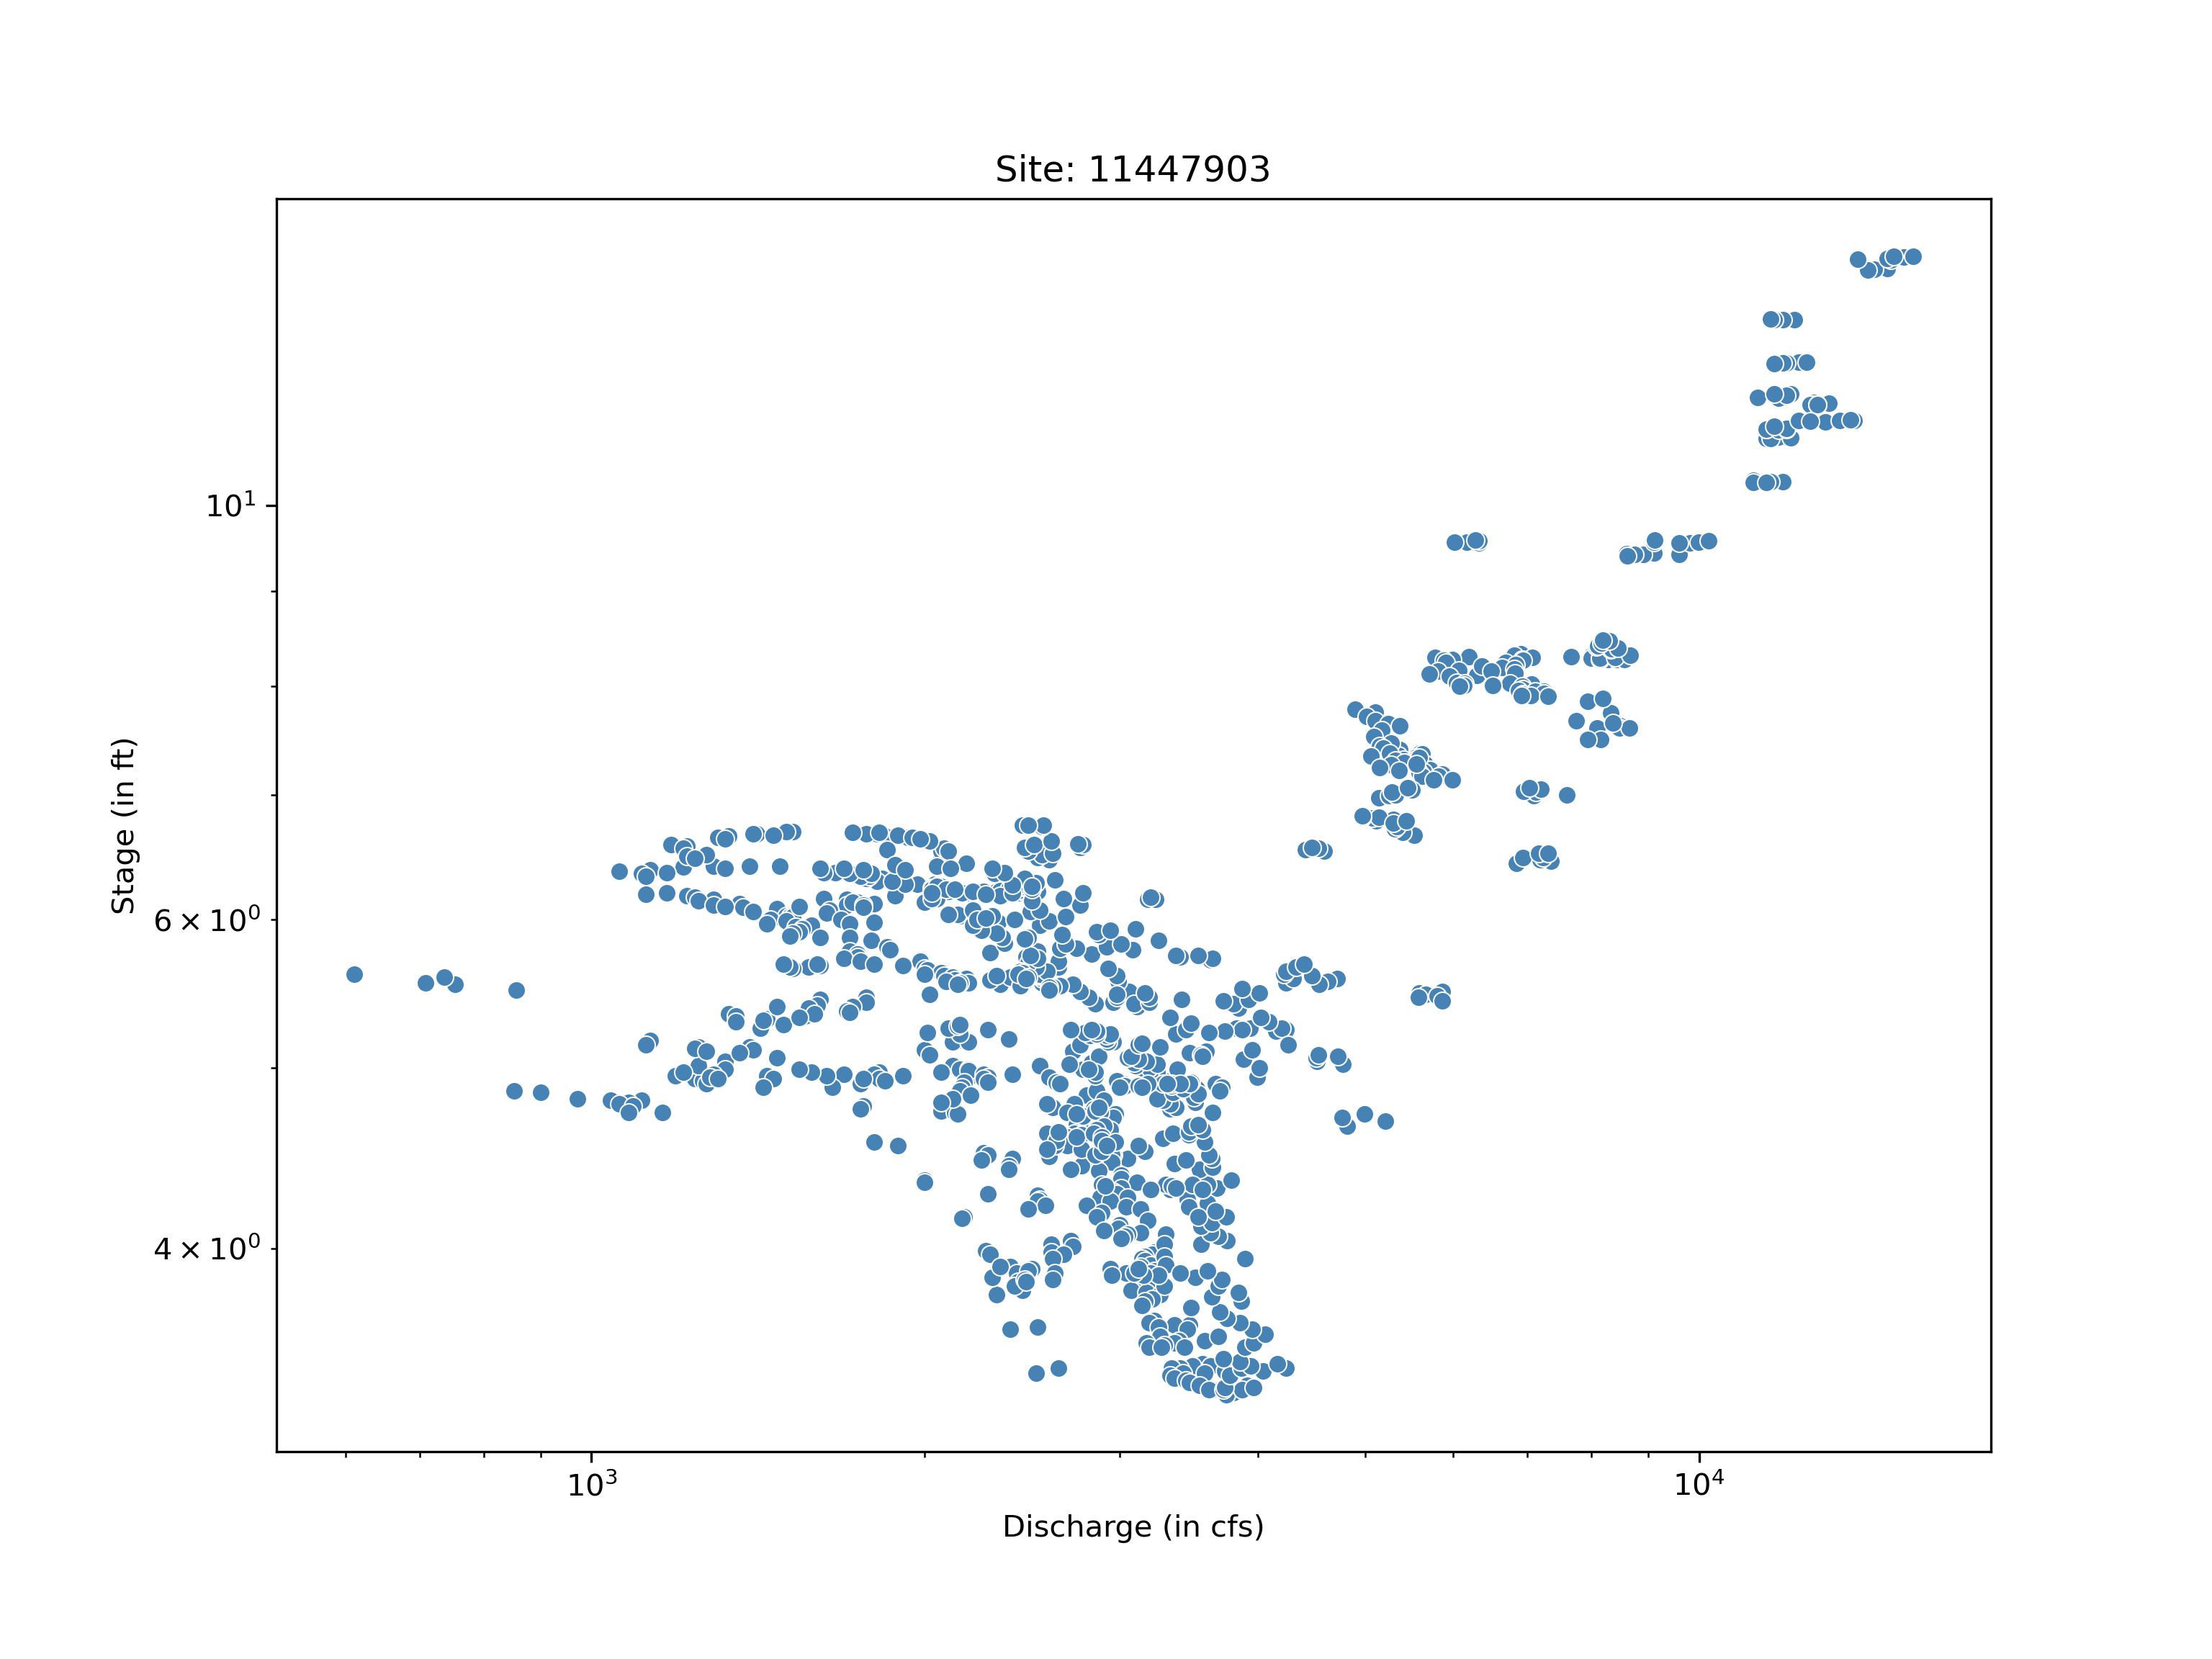 Site: 11447903
Stage (in ft)
10¹
6 × 10⁰
4 × 10⁰
10³
10⁴
Discharge (in cfs)